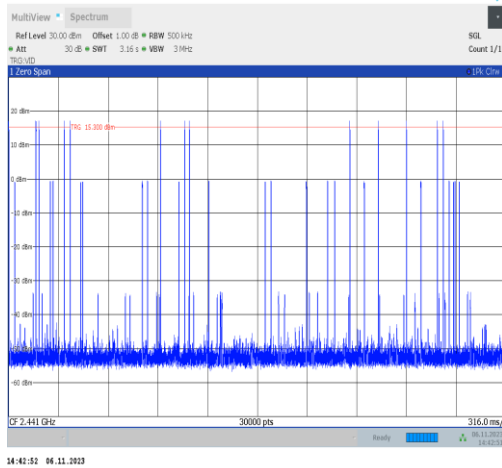 MultiView Spectrum
Ref Level 30.00 dBm Offset 1.00 dB RBW 500 kHz SGL
Att 30 dB SWT 3.16 s VBW 3 MHz Count 1/1
TRG:VID
1 Zero Span 1Pk Clrw
20 dBm
TRG 15.300 dBm
10 dBm
0 dBm
-10 dBm
-20 dBm
-30 dBm
-40 dBm
-60 dBm
CF 2.441 GHz 30000 pts 316.0 ms/
Ready 06.11.2023
14:42:51
14:42:52 06.11.2023